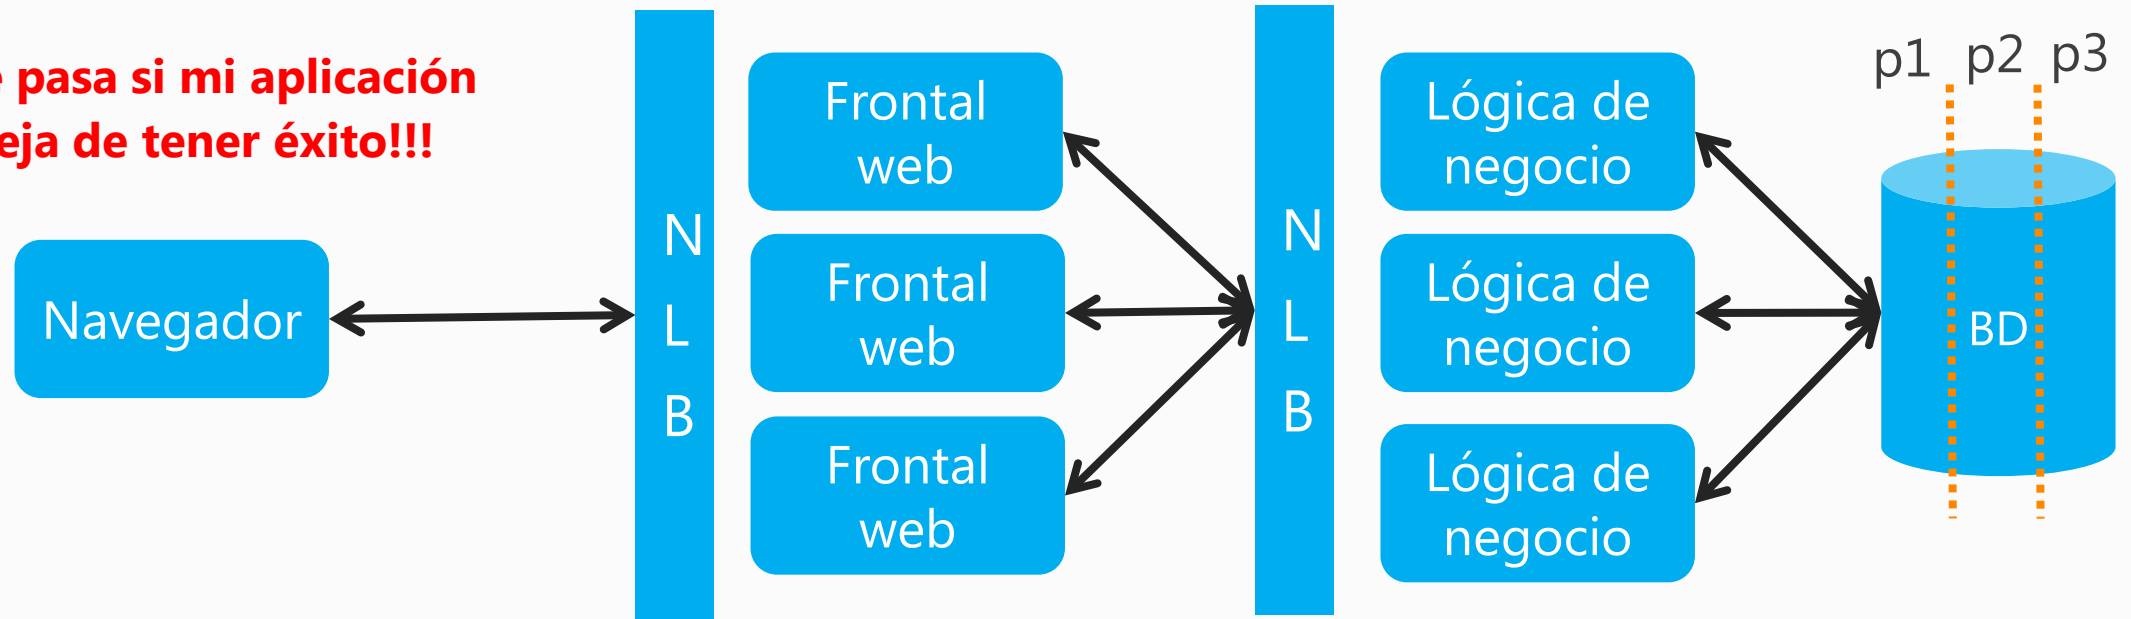 pasa si mi aplicación
de tener éxito!!!
Navegador
N
L
B
Frontal
web
Frontal
web
Frontal
web
N
L
B
Lógica de
negocio
Lógica de
negocio
Lógica de
negocio
p1 p2 p3
BD